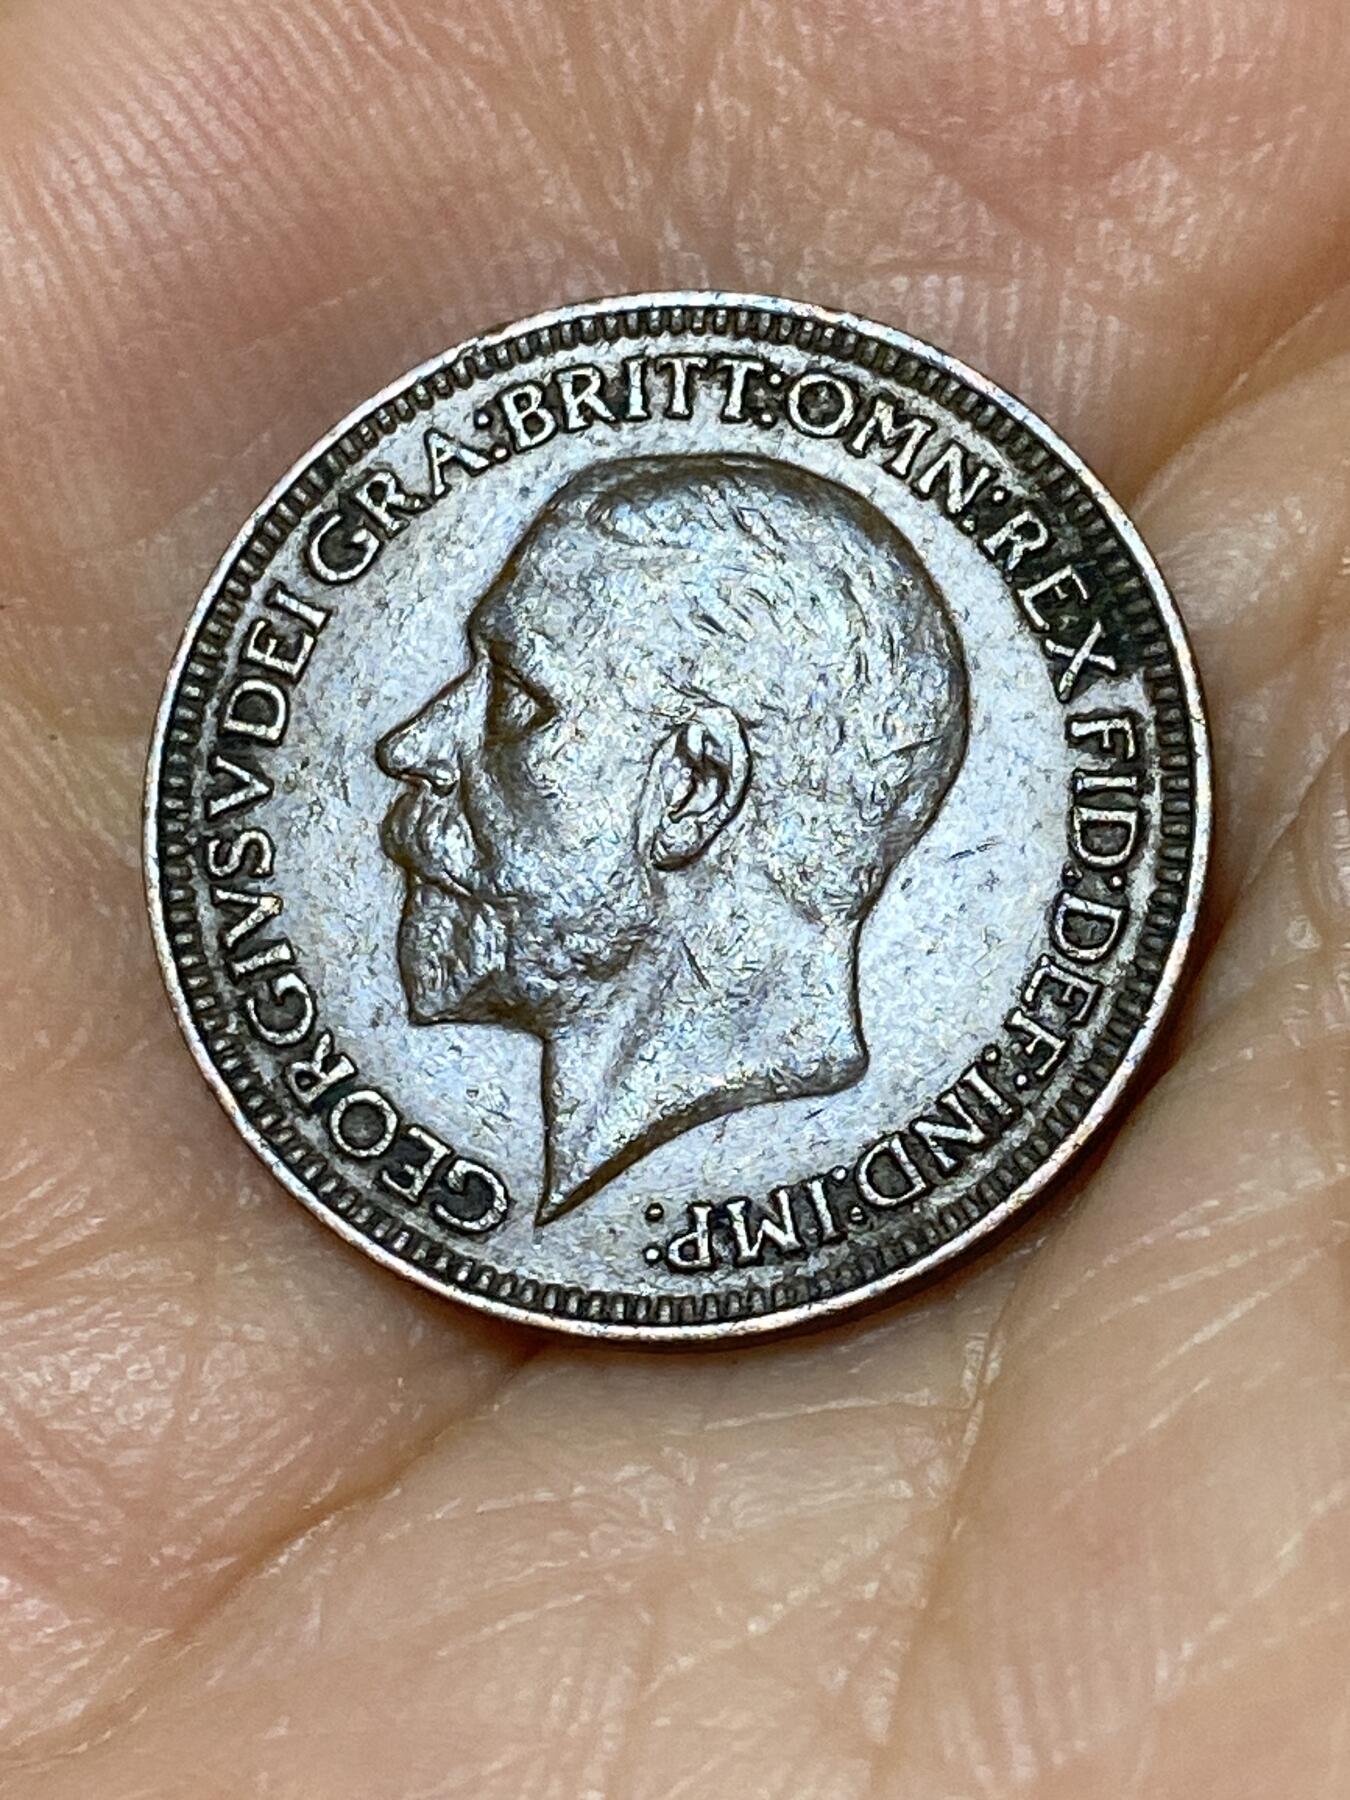 GEORGIVS V DEI GRA:BRITT:OMN:REX FID:DEF:IND:IMP: